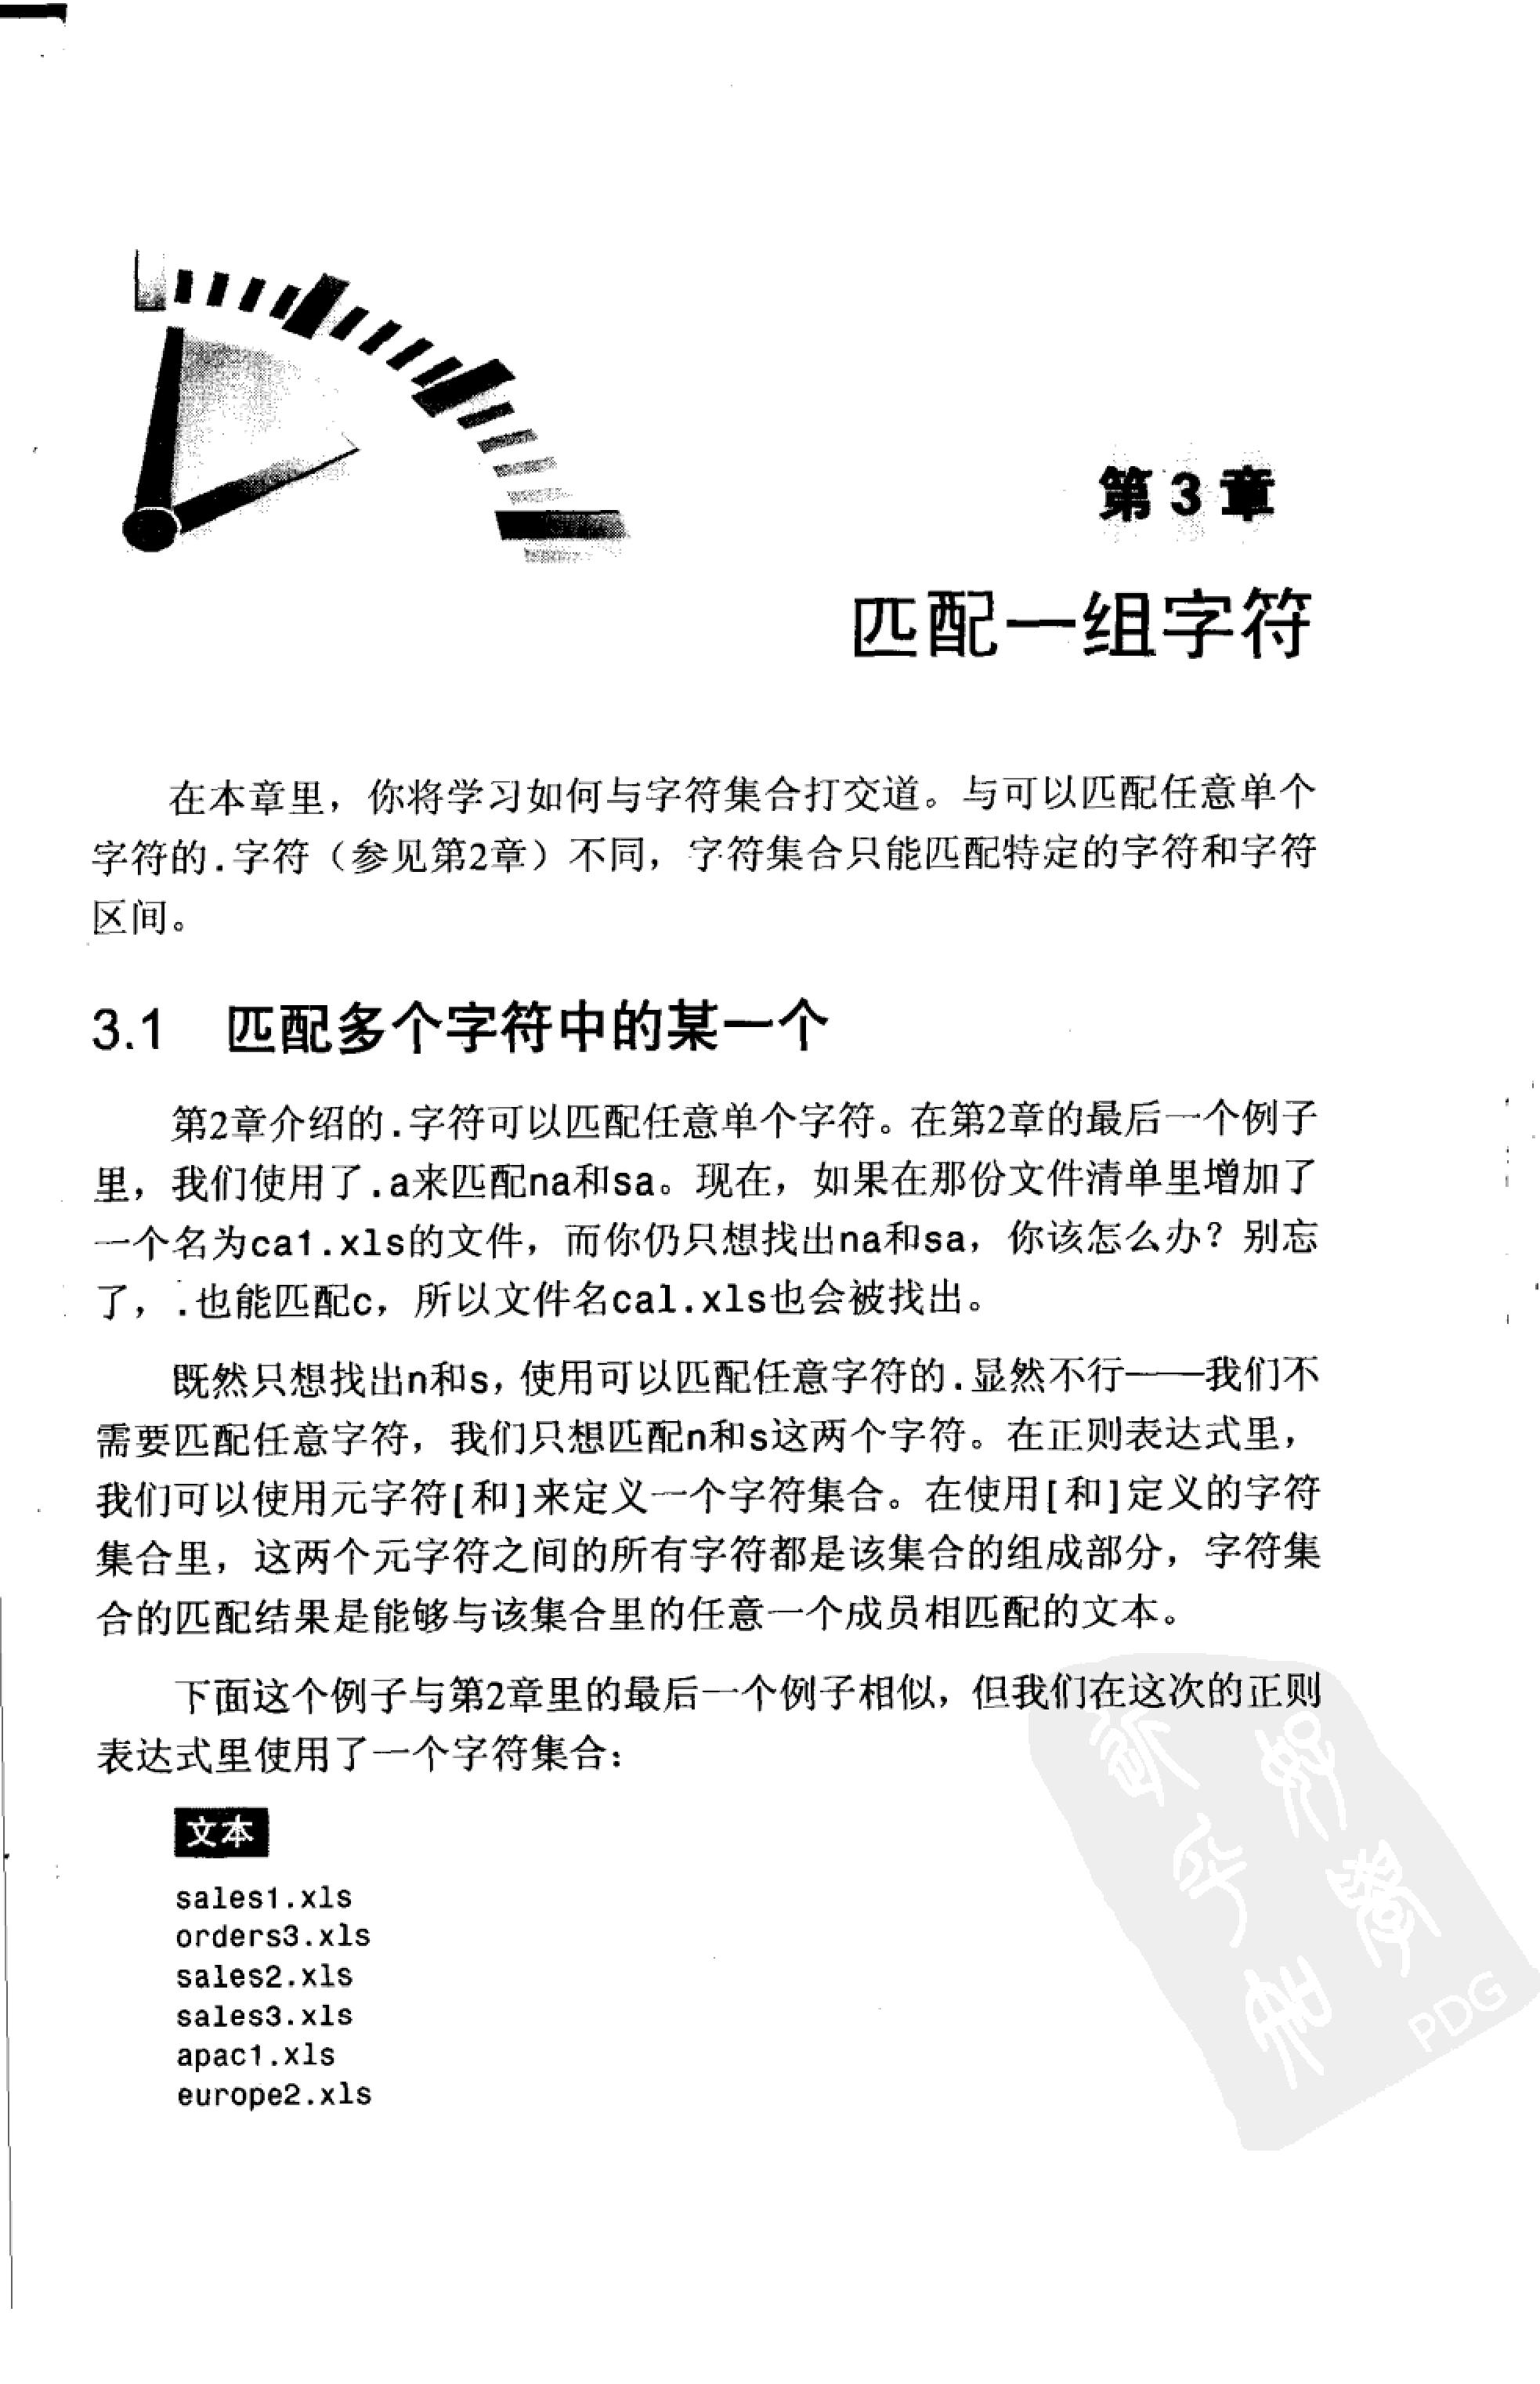 第3章
匹配一组字符
在本章里，你将学习如何与字符集合打交道。与可以匹配任意单个
字符的.字符（参见第2章）不同，字符集合只能匹配特定的字符和字符
区间。
3.1 匹配多个字符中的某一个
第2章介绍的.字符可以匹配任意单个字符。在第2章的最后一个例子
里，我们使用了.a来匹配na和sa。现在，如果在那份文件清单里增加了
一个名为ca1.xls的文件，而你仍只想找出na和sa，你该怎么办？别忘
了，.也能匹配c，所以文件名ca1.xls也会被找出。
既然只想找出n和s，使用可以匹配任意字符的.显然不行——我们不
需要匹配任意字符，我们只想匹配n和s这两个字符。在正则表达式里，
我们可以使用元字符[和]来定义一个字符集合。在使用[和]定义的字符
集合里，这两个元字符之间的所有字符都是该集合的组成部分，字符集
合的匹配结果是能够与该集合里的任意一个成员相匹配的文本。
下面这个例子与第2章里的最后一个例子相似，但我们在这次的正则
表达式里使用了一个字符集合：
文本
sales1.xls
orders3.xls
sales2.xls
sales3.xls
apac1.xls
europe2.xls
PDG